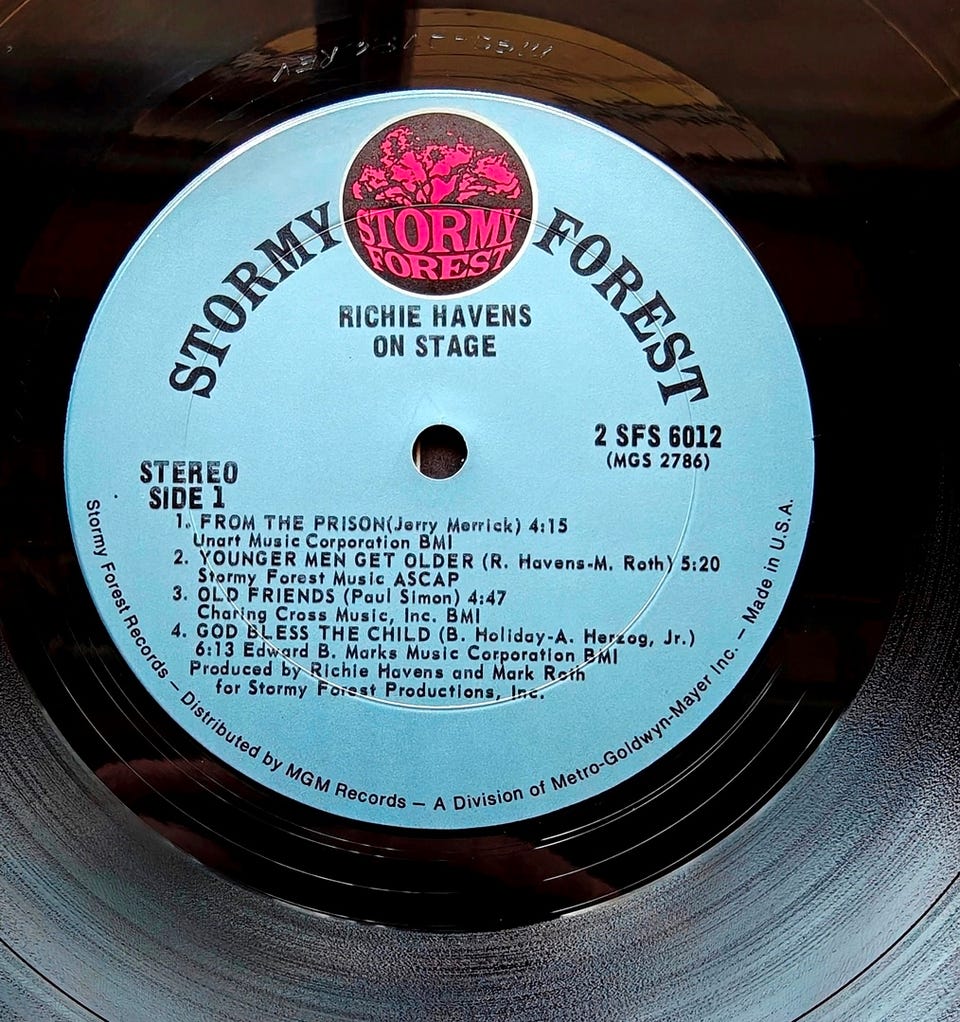 STORMY FOREST
STORMY
FOREST
RICHIE HAVENS
ON STAGE
2 SFS 6012
(MGS 2786)
STEREO
SIDE 1
1. FROM THE PRISON(Jerry Merrick) 4:15
Unart Music Corporation BMI
2. YOUNGER MEN GET OLDER (R. Havens-M. Roth) 5:20
Stormy Forest Music ASCAP
3. OLD FRIENDS (Paul Simon) 4:47
Charing Cross Music, Inc. BMI
4. GOD BLESS THE CHILD (B. Holiday-A. Herzog, Jr.)
6:13 Edward B. Marks Music Corporation BMI
Produced by Richie Havens and Mark Roth
for Stormy Forest Productions, Inc.
Stormy Forest Records – Distributed by MGM Records – A Division of Metro-Goldwyn-Mayer Inc. – Made in U.S.A.
REV